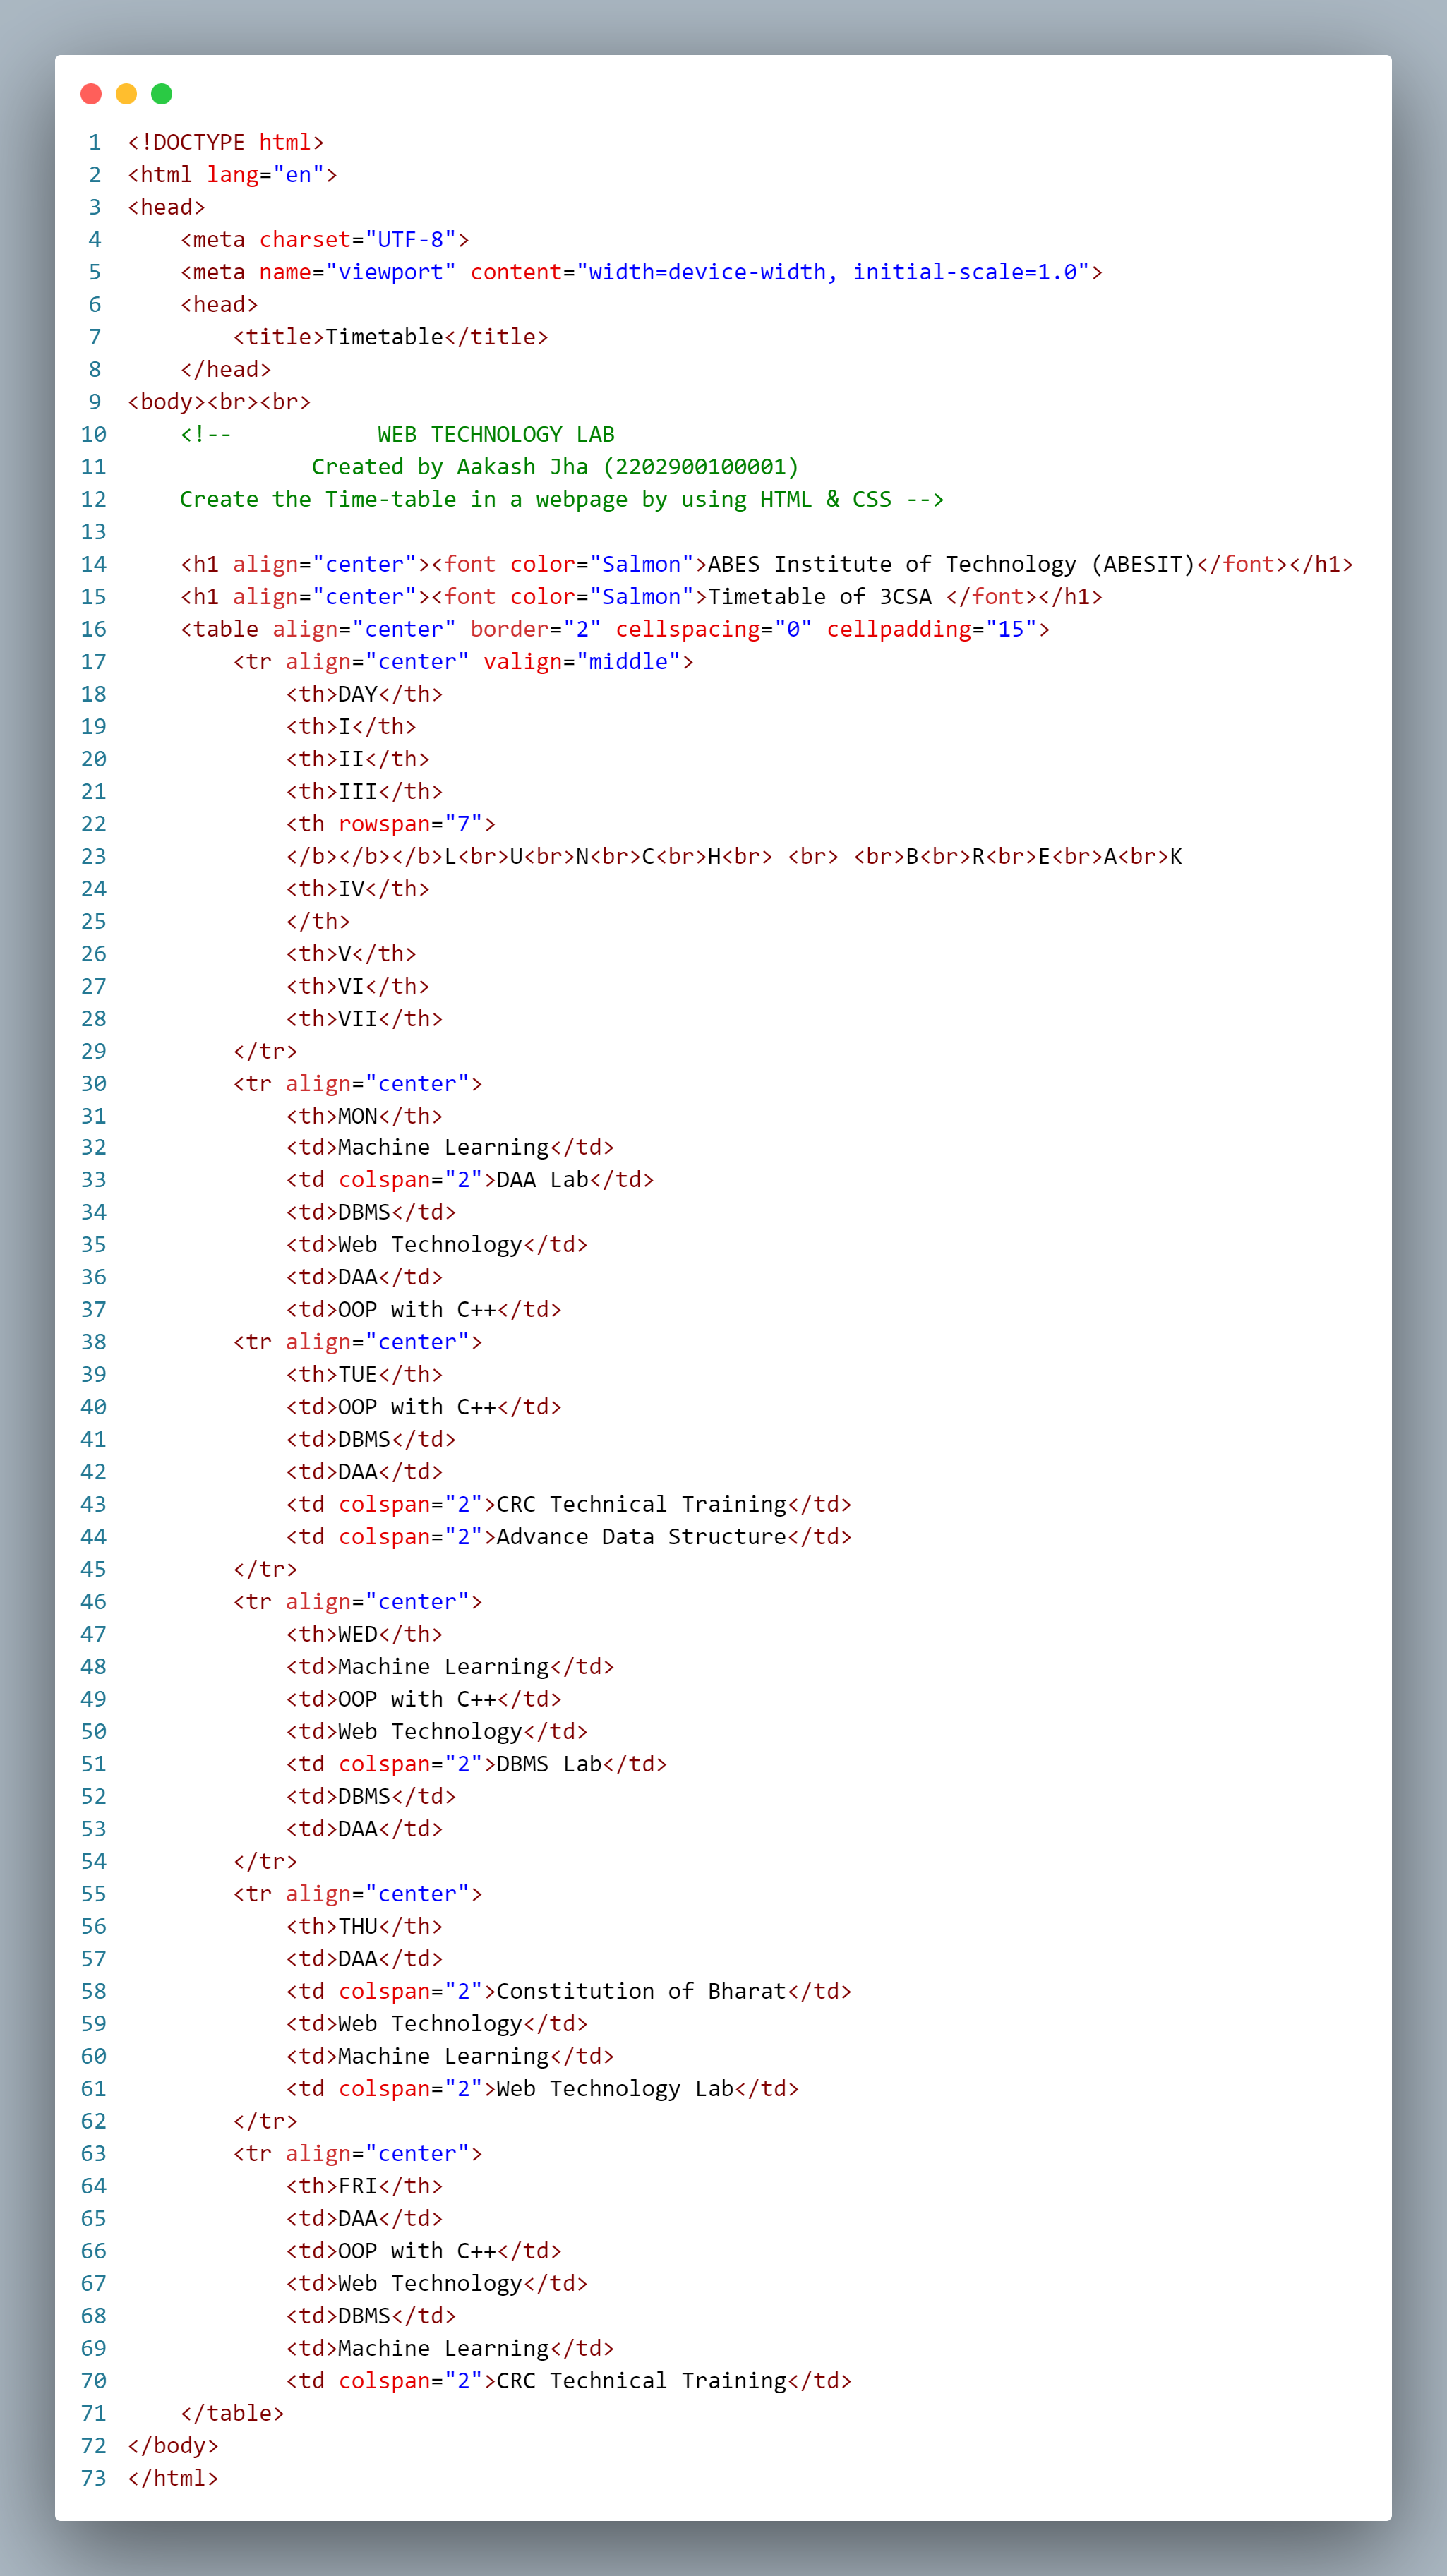 1 <!DOCTYPE html>
2 <html lang="en">
3 <head>
4     <meta charset="UTF-8">
5     <meta name="viewport" content="width=device-width, initial-scale=1.0">
6     <head>
7         <title>Timetable</title>
8     </head>
9 <body><br><br>
10     <!--           WEB TECHNOLOGY LAB
11               Created by Aakash Jha (2202900100001)
12     Create the Time-table in a webpage by using HTML & CSS -->
13
14     <h1 align="center"><font color="Salmon">ABES Institute of Technology (ABESIT)</font></h1>
15     <h1 align="center"><font color="Salmon">Timetable of 3CSA </font></h1>
16     <table align="center" border="2" cellspacing="0" cellpadding="15">
17         <tr align="center" valign="middle">
18             <th>DAY</th>
19             <th>I</th>
20             <th>II</th>
21             <th>III</th>
22             <th rowspan="7">
23             </b></b></b>L<br>U<br>N<br>C<br>H<br> <br> <br>B<br>R<br>E<br>A<br>K
24             <th>IV</th>
25             </th>
26             <th>V</th>
27             <th>VI</th>
28             <th>VII</th>
29         </tr>
30         <tr align="center">
31             <th>MON</th>
32             <td>Machine Learning</td>
33             <td colspan="2">DAA Lab</td>
34             <td>DBMS</td>
35             <td>Web Technology</td>
36             <td>DAA</td>
37             <td>OOP with C++</td>
38         <tr align="center">
39             <th>TUE</th>
40             <td>OOP with C++</td>
41             <td>DBMS</td>
42             <td>DAA</td>
43             <td colspan="2">CRC Technical Training</td>
44             <td colspan="2">Advance Data Structure</td>
45         </tr>
46         <tr align="center">
47             <th>WED</th>
48             <td>Machine Learning</td>
49             <td>OOP with C++</td>
50             <td>Web Technology</td>
51             <td colspan="2">DBMS Lab</td>
52             <td>DBMS</td>
53             <td>DAA</td>
54         </tr>
55         <tr align="center">
56             <th>THU</th>
57             <td>DAA</td>
58             <td colspan="2">Constitution of Bharat</td>
59             <td>Web Technology</td>
60             <td>Machine Learning</td>
61             <td colspan="2">Web Technology Lab</td>
62         </tr>
63         <tr align="center">
64             <th>FRI</th>
65             <td>DAA</td>
66             <td>OOP with C++</td>
67             <td>Web Technology</td>
68             <td>DBMS</td>
69             <td>Machine Learning</td>
70             <td colspan="2">CRC Technical Training</td>
71     </table>
72 </body>
73 </html>